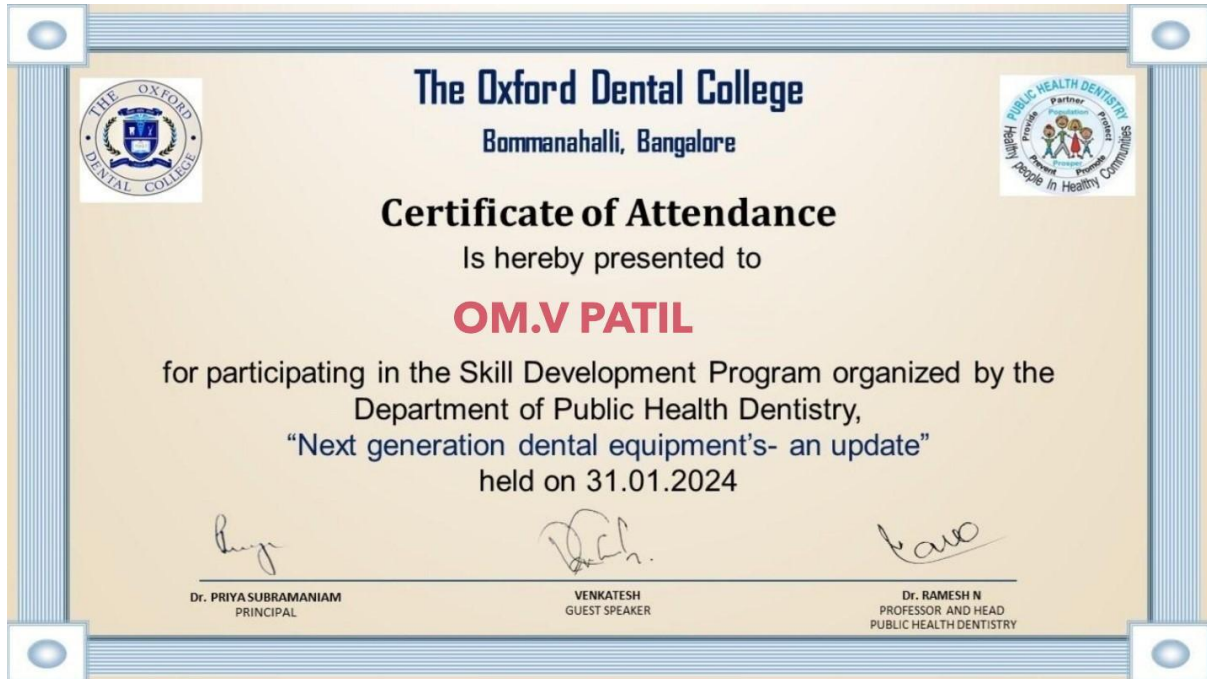 The Oxford Dental College
Bommanahalli, Bangalore
THE OXFORD DENTAL COLLEGE
PUBLIC HEALTH DENTISTRY
Healthy People In Healthy Communities
Partner
Provide
Population
Protect
Prosper
Prevent
Promote
Certificate of Attendance
Is hereby presented to
OM.V PATIL
for participating in the Skill Development Program organized by the
Department of Public Health Dentistry,
“Next generation dental equipment’s- an update”
held on 31.01.2024
Dr. PRIYA SUBRAMANIAM
PRINCIPAL
VENKATESH
GUEST SPEAKER
Dr. RAMESH N
PROFESSOR AND HEAD
PUBLIC HEALTH DENTISTRY